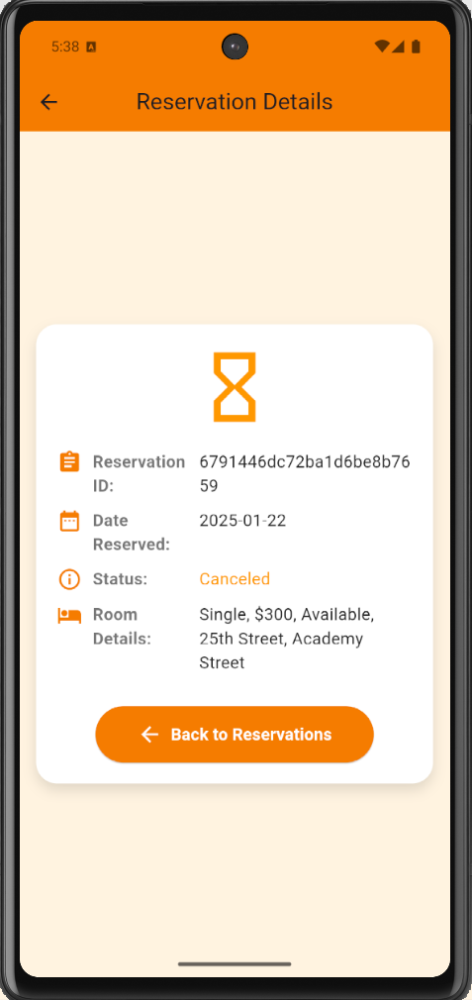 5:38
Reservation Details
Reservation 6791446dc72ba1d6be8b76
ID: 59
Date 2025-01-22
Reserved:
Status: Canceled
Room Single, $300, Available,
Details: 25th Street, Academy
Street
Back to Reservations